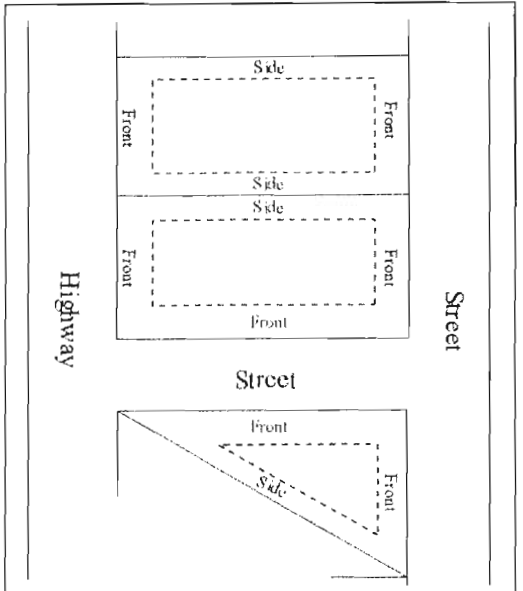 Side
Front
Front
Side
Side
Front
Front
Front
Highway
Street
Street
Front
Side
Front